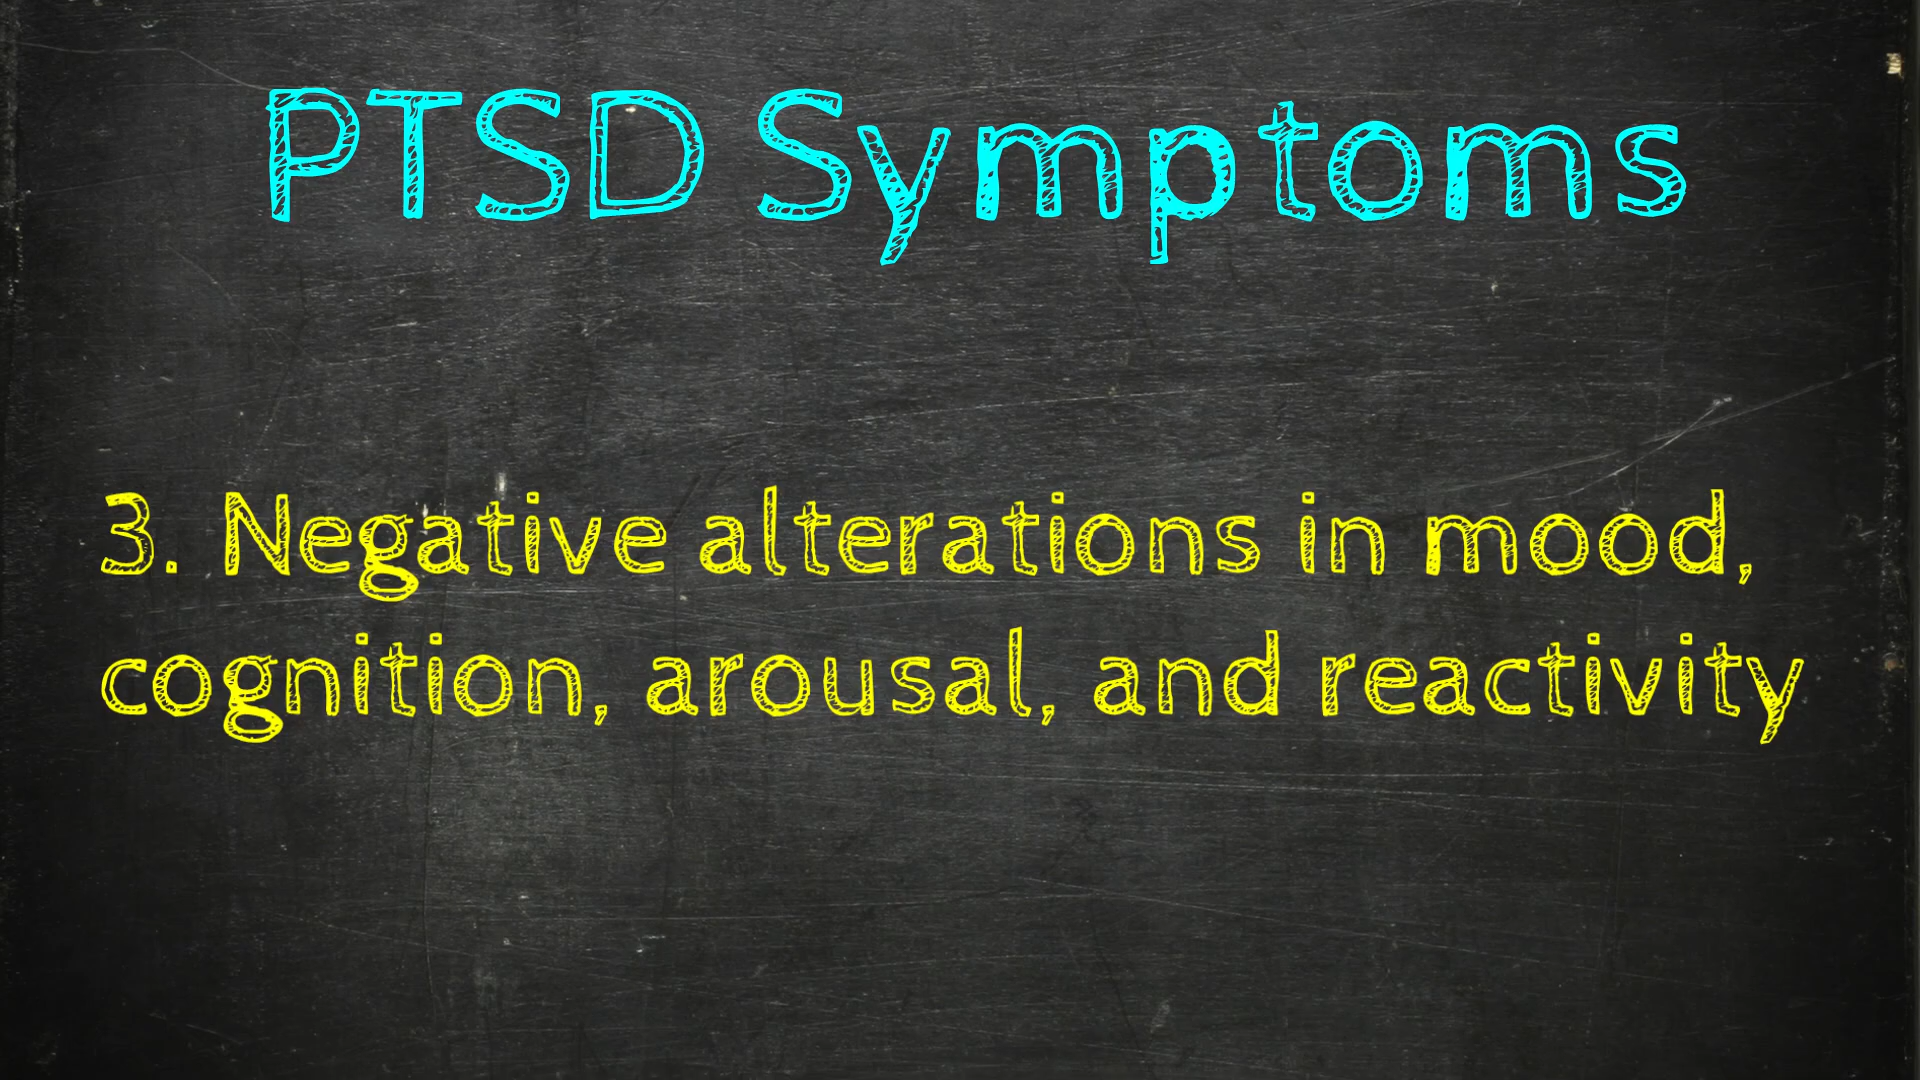 PTSD Symptoms
3. Negative alterations in mood,
cognition, arousal, and reactivity